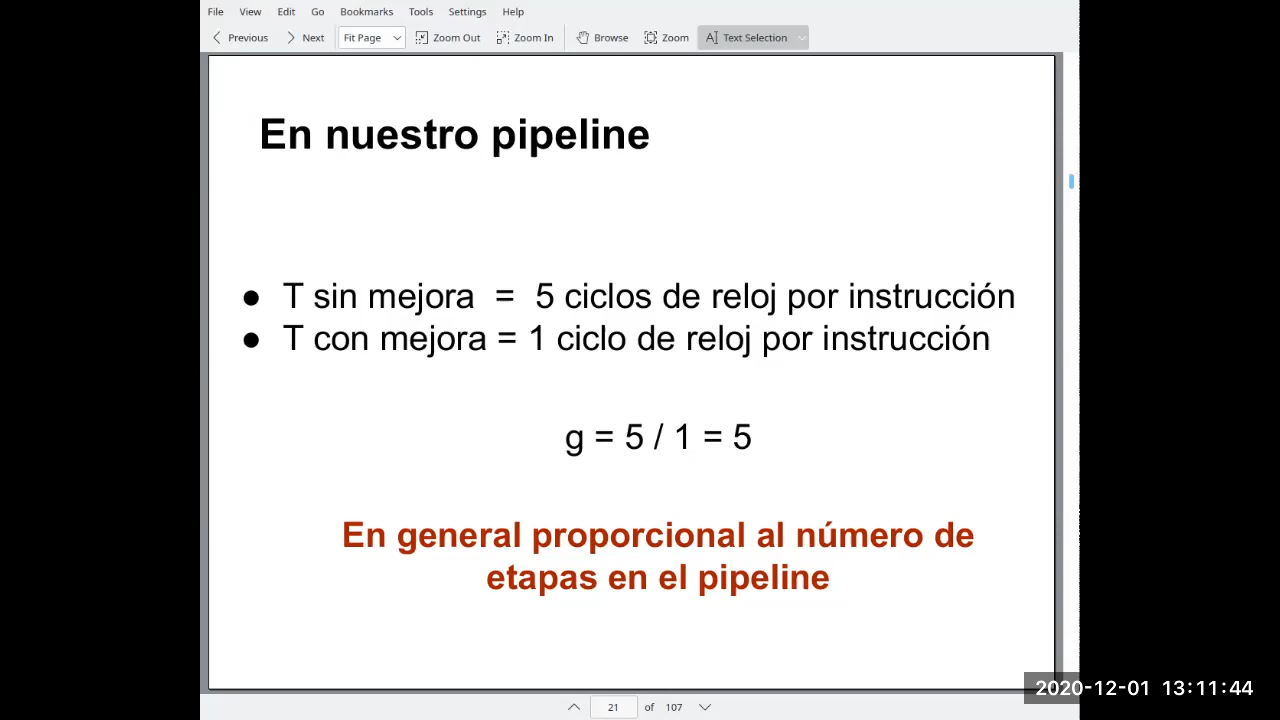 File View Edit Go Bookmarks Tools Settings Help
Previous Next Fit Page Zoom Out Zoom In Browse Zoom Text Selection
En nuestro pipeline
● T sin mejora = 5 ciclos de reloj por instrucción
● T con mejora = 1 ciclo de reloj por instrucción
g = 5 / 1 = 5
En general proporcional al número de
etapas en el pipeline
2020-12-01 13:11:44
21 of 107